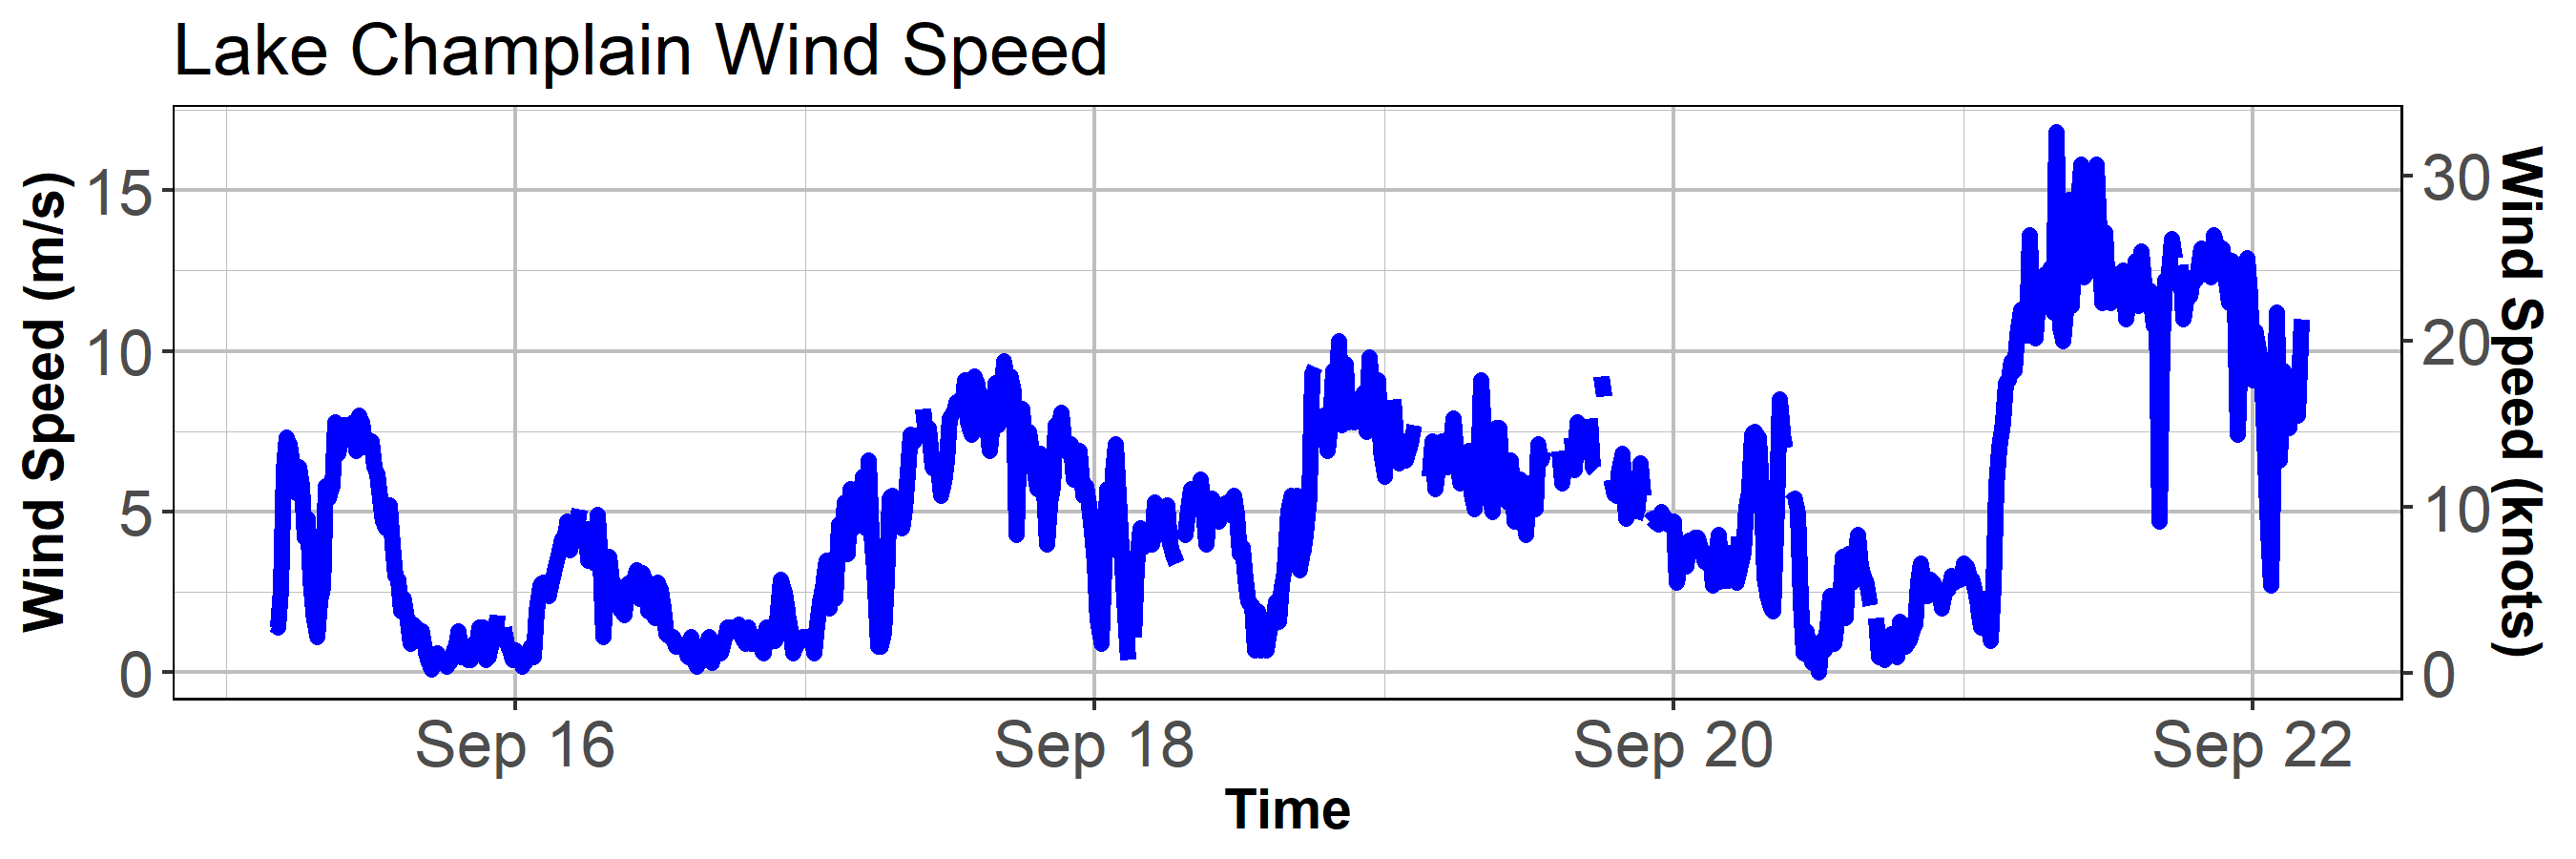 Lake Champlain Wind Speed
Wind Speed (m/s)
15
10
5
0
30
20
10
0
Wind Speed (knots)
Sep 16
Sep 18
Sep 20
Sep 22
Time